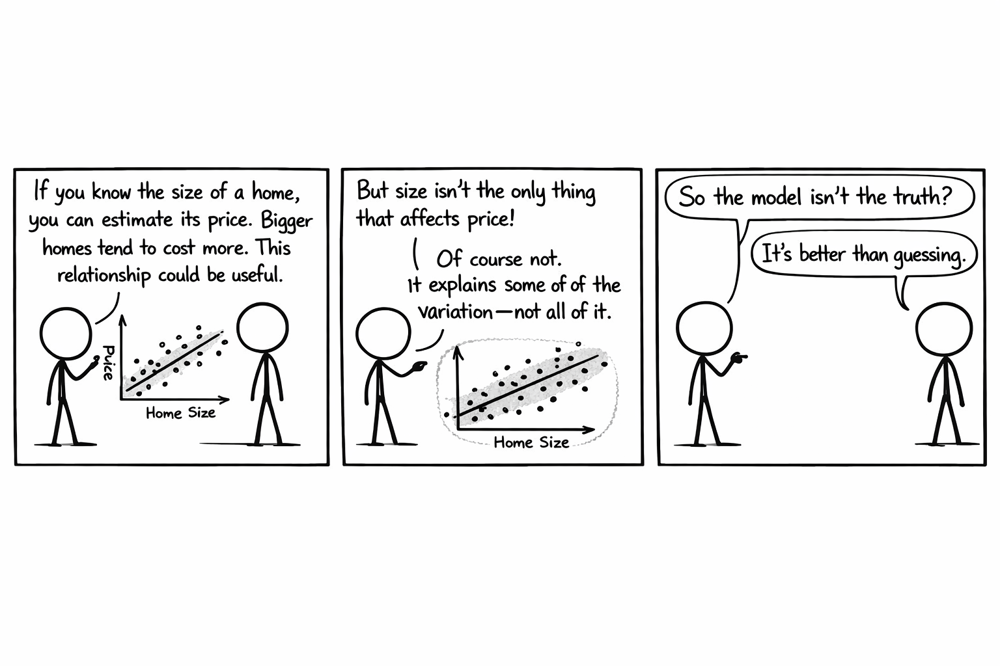 If you know the size of a home,
you can estimate its price. Bigger
homes tend to cost more. This
relationship could be useful.
Price
Home Size
But size isn't the only thing
that affects price!
Of course not.
It explains some of of the
variation—not all of it.
Home Size
So the model isn't the truth?
It's better than guessing.